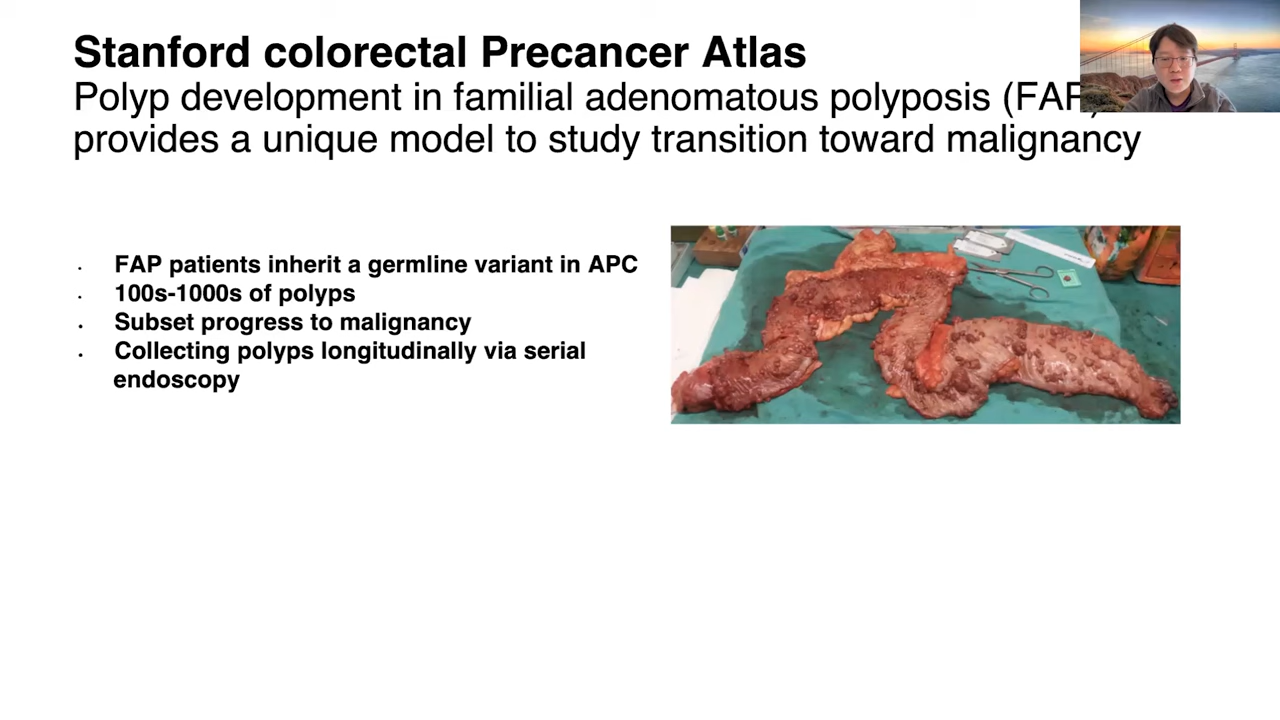 Stanford colorectal Precancer Atlas
Polyp development in familial adenomatous polyposis (FAP)
provides a unique model to study transition toward malignancy
· FAP patients inherit a germline variant in APC
· 100s-1000s of polyps
· Subset progress to malignancy
· Collecting polyps longitudinally via serial
endoscopy